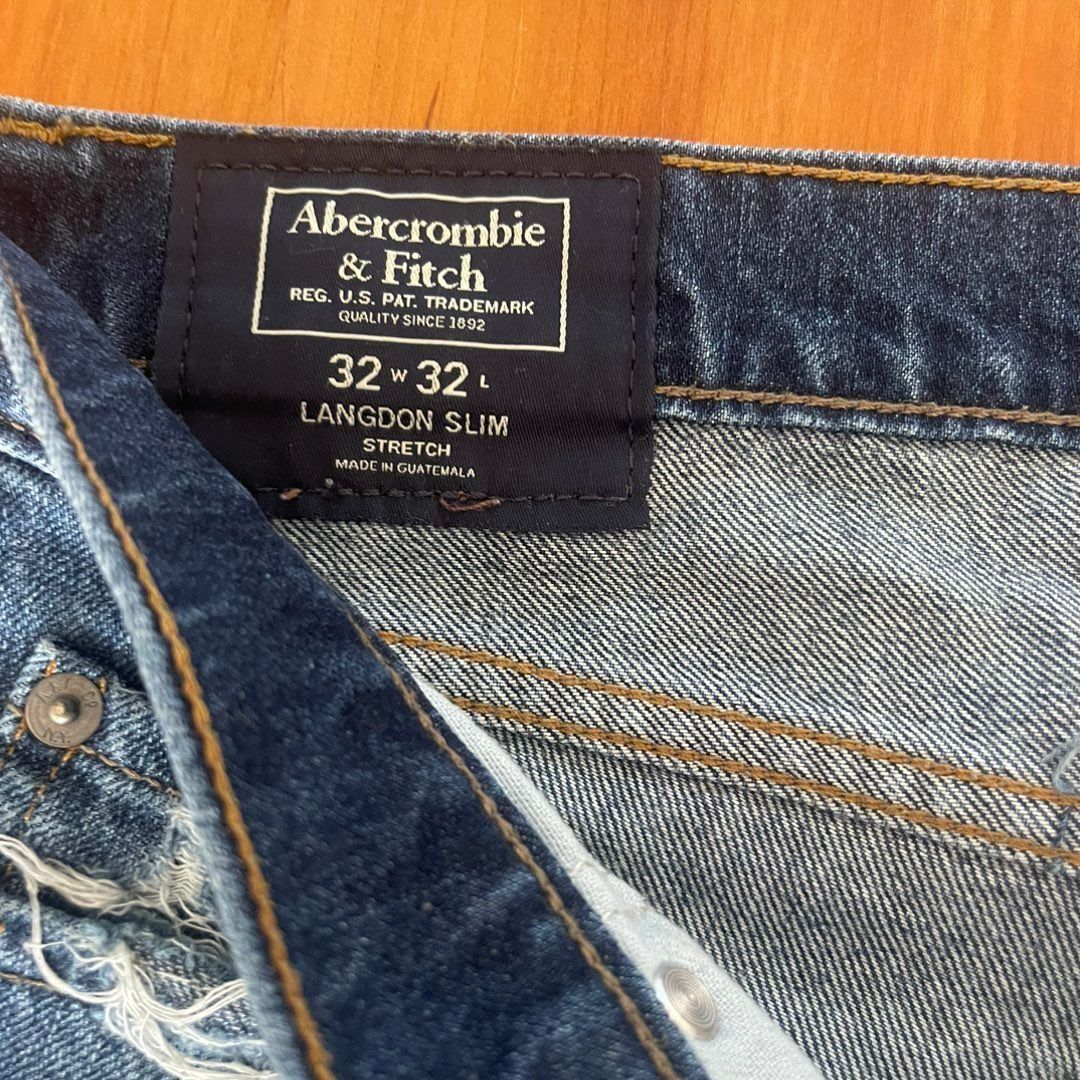 Abercrombie
& Fitch
REG. U.S. PAT. TRADEMARK
QUALITY SINCE 1892
32 W 32 L
LANGDON SLIM
STRETCH
MADE IN GUATEMALA
N.Y.